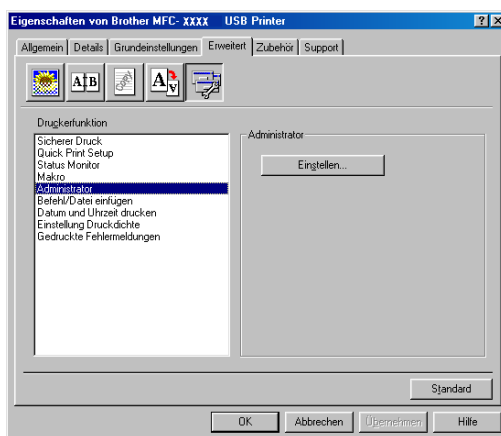 Eigenschaften von Brother MFC- XXXX USB Printer
Allgemein Details Grundeinstellungen Erweitert Zubehör Support
A B
A A
Druckerfunktion
Sicherer Druck
Quick Print Setup
Status Monitor
Makro
Administrator
Befehl/Datei einfügen
Datum und Uhrzeit drucken
Einstellung Druckdichte
Gedruckte Fehlermeldungen
Administrator
Einstellen...
Standard
OK Abbrechen Übernehmen Hilfe